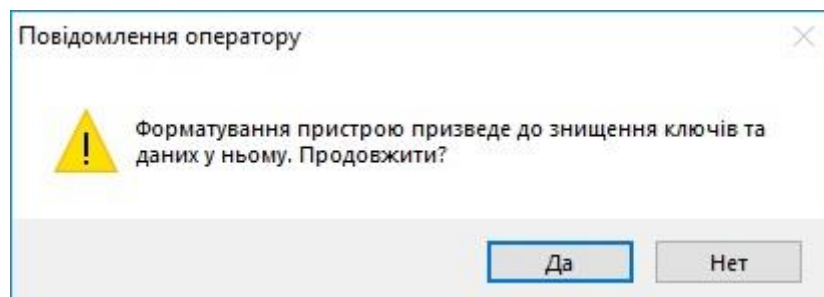 Повідомлення оператору
Форматування пристрою призведе до знищення ключів та
даних у ньому. Продовжити?
Да
Нет